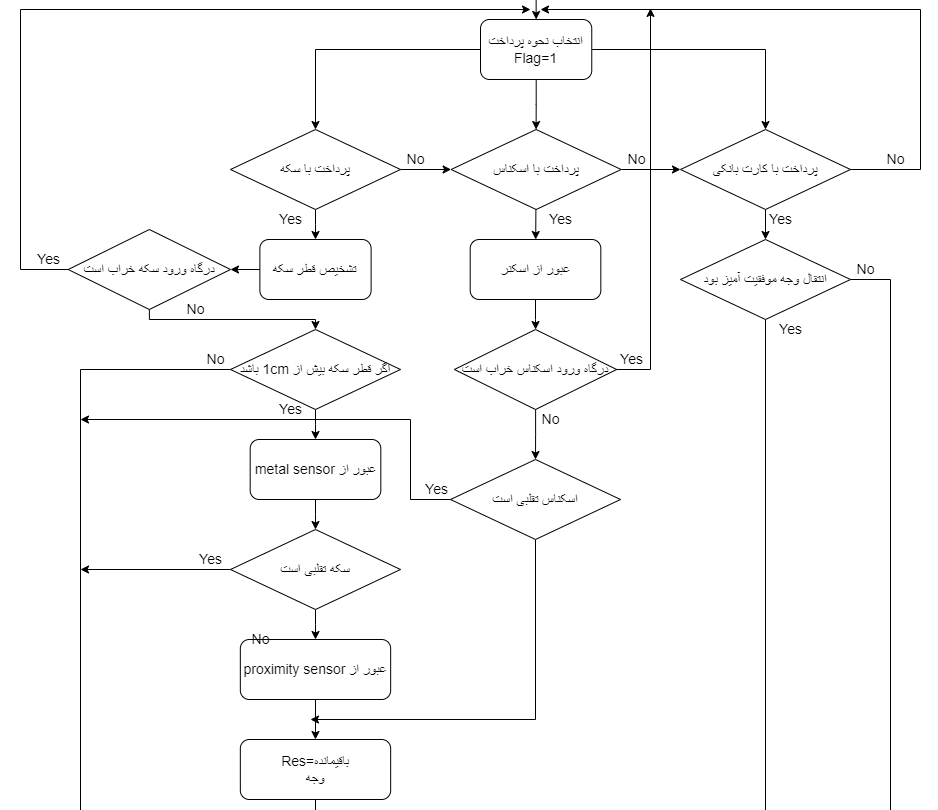 انتخاب نحوه پرداخت
Flag=1
پرداخت با سکه
No
پرداخت با اسکناس
No
پرداخت با کارت بانکی
No
Yes
Yes
Yes
تشخیص قطر سکه
درگاه ورود سکه خراب است
Yes
No
عبور از اسکنر
انتقال وجه موفقیت آمیز بود
No
Yes
اگر قطر سکه بیش از 1cm باشد
No
Yes
درگاه ورود اسکناس خراب است
Yes
No
عبور از metal sensor
اسکناس تقلبی است
Yes
سکه تقلبی است
Yes
No
عبور از proximity sensor
باقیمانده=Res
وجه